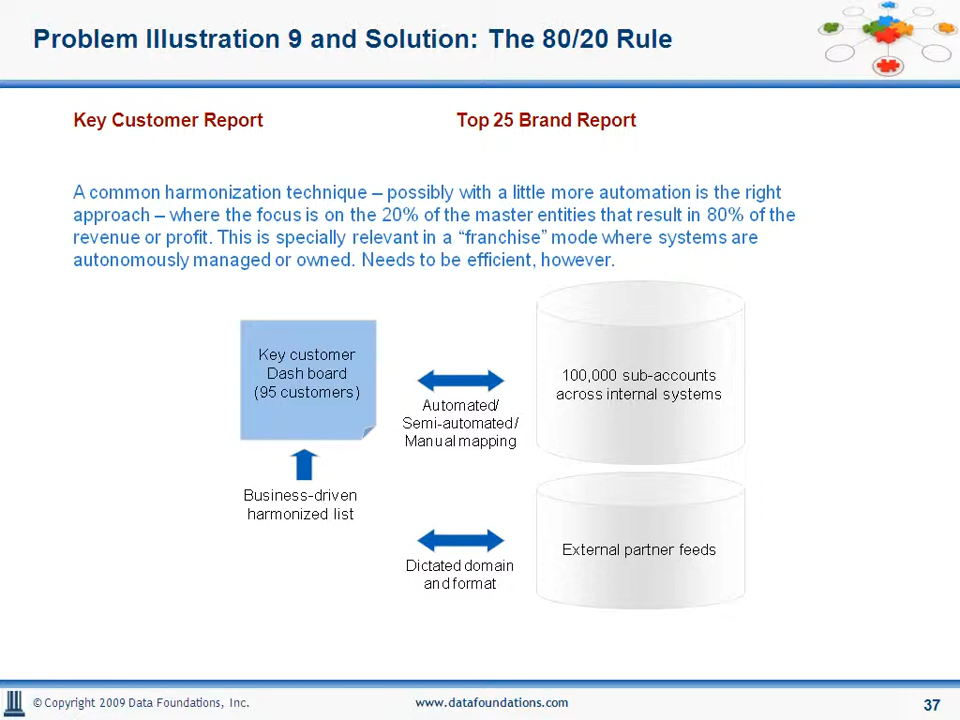 Problem Illustration 9 and Solution: The 80/20 Rule
Key Customer Report
Top 25 Brand Report
A common harmonization technique – possibly with a little more automation is the right
approach – where the focus is on the 20% of the master entities that result in 80% of the
revenue or profit. This is specially relevant in a “franchise” mode where systems are
autonomously managed or owned. Needs to be efficient, however.
Key customer
Dash board
(95 customers)
Automated/
Semi-automated/
Manual mapping
100,000 sub-accounts
across internal systems
Business-driven
harmonized list
Dictated domain
and format
External partner feeds
© Copyright 2009 Data Foundations, Inc.
www.datafoundations.com
37